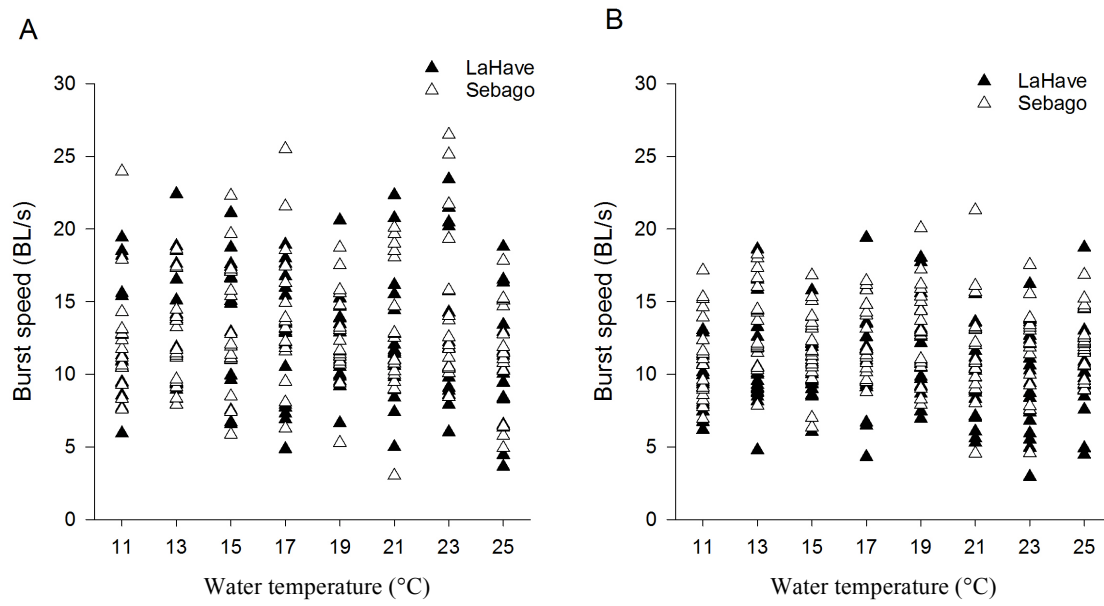 A
LaHave
Sebago
30
25
20
15
10
5
0
Burst speed (BL/s)
11 13 15 17 19 21 23 25
Water temperature (°C)
B
LaHave
Sebago
30
25
20
15
10
5
0
Burst speed (BL/s)
11 13 15 17 19 21 23 25
Water temperature (°C)